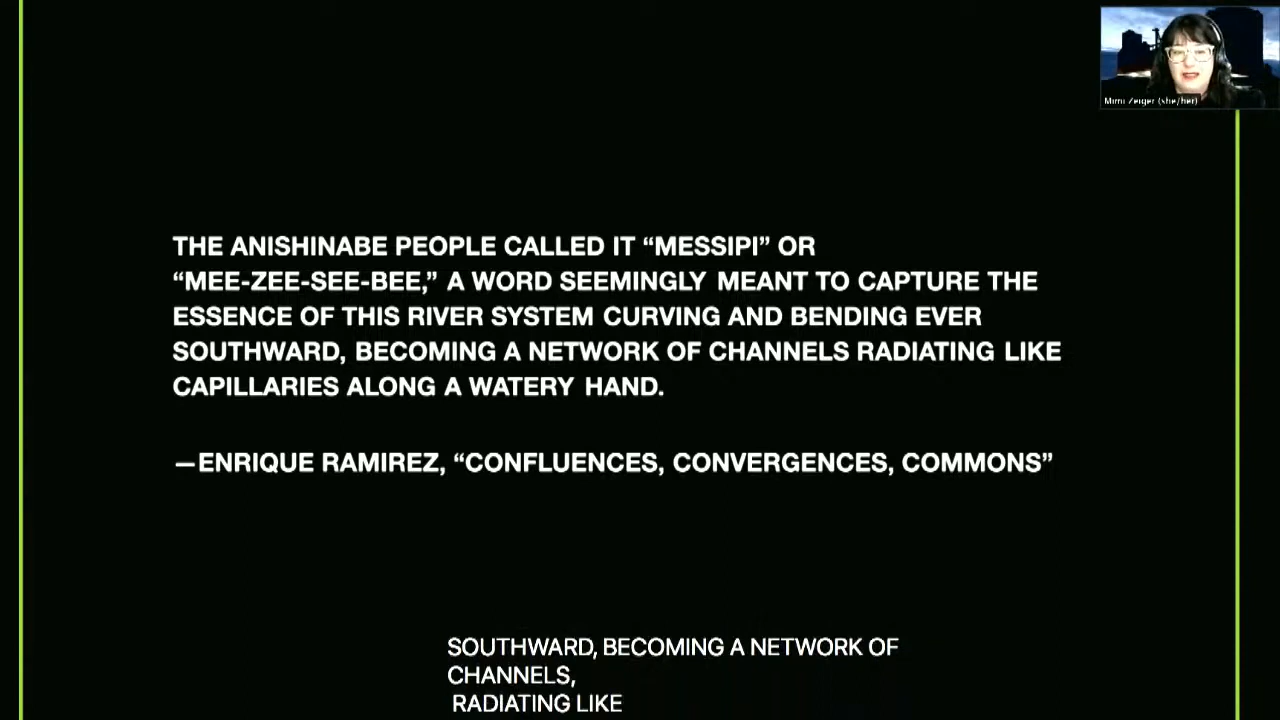 Mimi Zeiger (she/her)
THE ANISHINABE PEOPLE CALLED IT “MESSIPI” OR
“MEE-ZEE-SEE-BEE,” A WORD SEEMINGLY MEANT TO CAPTURE THE
ESSENCE OF THIS RIVER SYSTEM CURVING AND BENDING EVER
SOUTHWARD, BECOMING A NETWORK OF CHANNELS RADIATING LIKE
CAPILLARIES ALONG A WATERY HAND.
—ENRIQUE RAMIREZ, “CONFLUENCES, CONVERGENCES, COMMONS”
SOUTHWARD, BECOMING A NETWORK OF
CHANNELS,
RADIATING LIKE